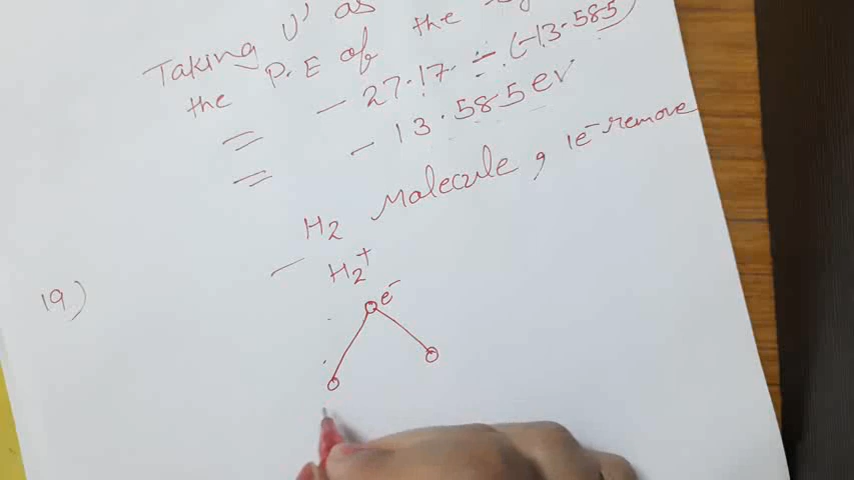 Taking U' as
the P.E of the
= - 27.17 - (-13.585)
= - 13.585 eV
- H2 Molecule, 1e- remove
H2+
19)
e-